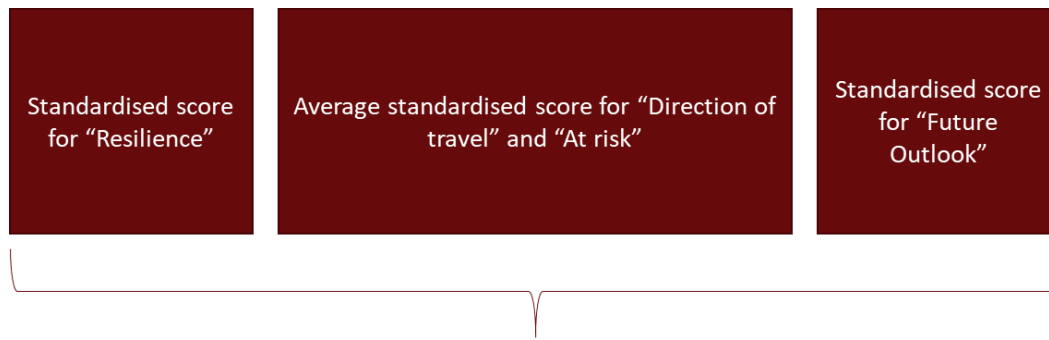 Standardised score
for “Resilience”
Average standardised score for “Direction of
travel” and “At risk”
Standardised score
for “Future
Outlook”